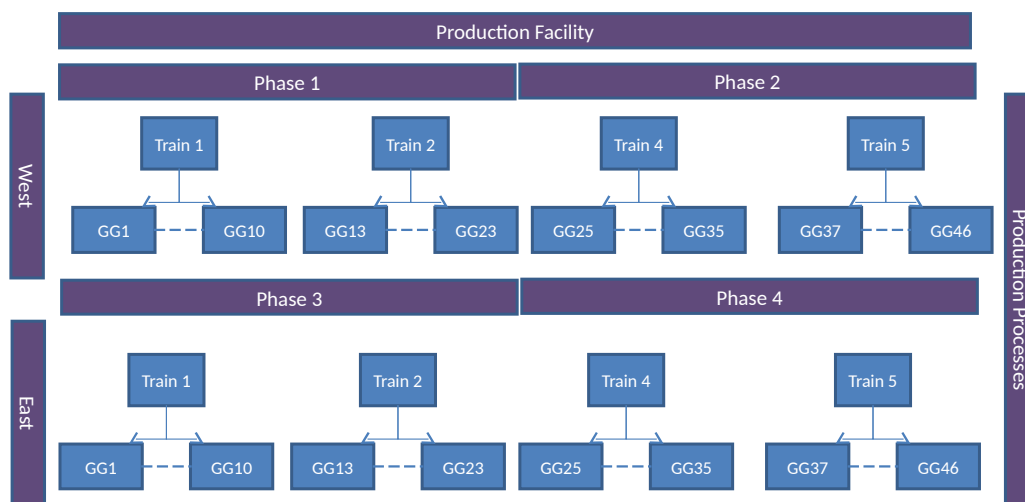 Production Facility
Phase 1
Phase 2
West
Train 1
Train 2
Train 4
Train 5
GG1
GG10
GG13
GG23
GG25
GG35
GG37
GG46
Production Processes
Phase 3
Phase 4
East
Train 1
Train 2
Train 4
Train 5
GG1
GG10
GG13
GG23
GG25
GG35
GG37
GG46